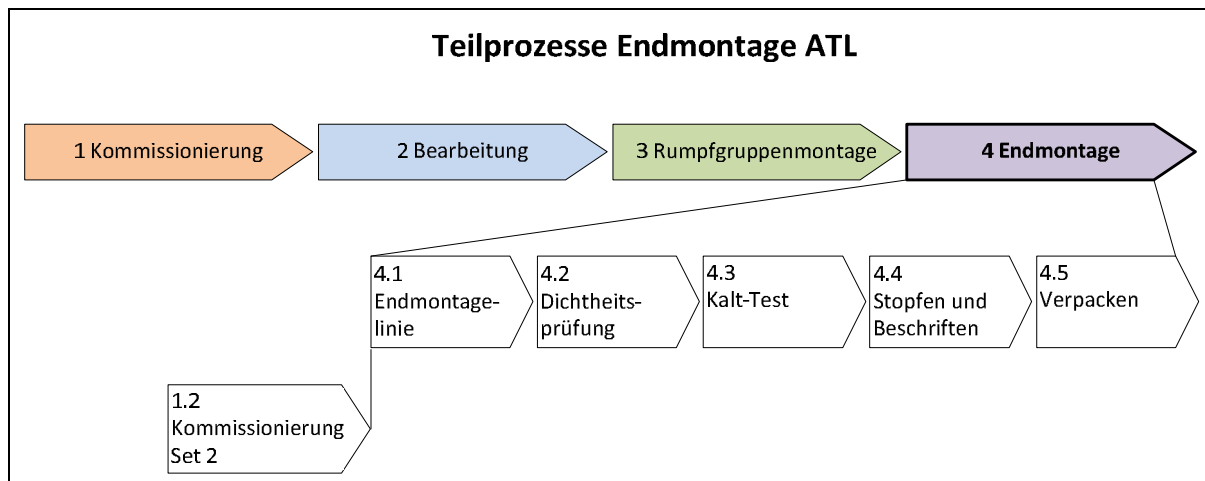 Teilprozesse Endmontage ATL
1 Kommissionierung
2 Bearbeitung
3 Rumpfgruppenmontage
4 Endmontage
4.1
Endmontage-
linie
4.2
Dichtheits-
prüfung
4.3
Kalt-Test
4.4
Stopfen und
Beschriften
4.5
Verpacken
1.2
Kommissionierung
Set 2